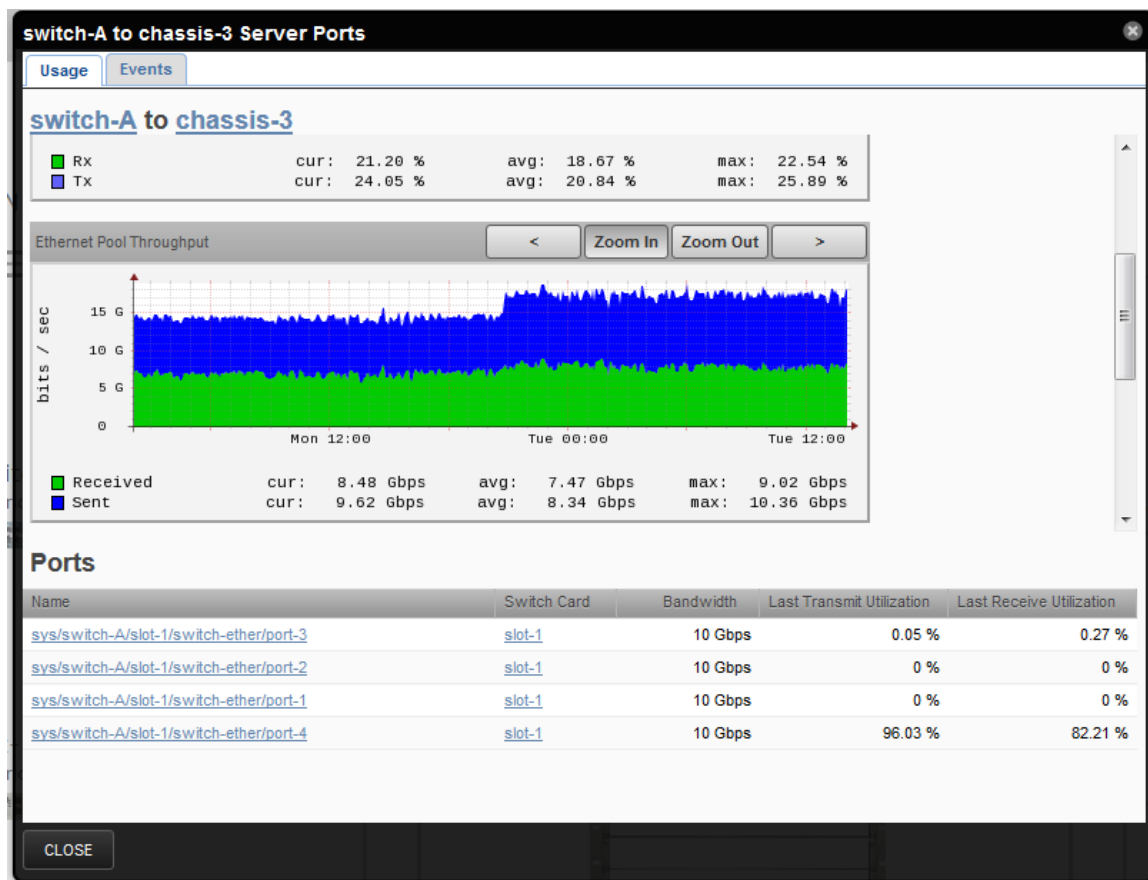 switch-A to chassis-3 Server Ports
Usage Events
switch-A to chassis-3
Rx cur: 21.20 % avg: 18.67 % max: 22.54 %
Tx cur: 24.05 % avg: 20.84 % max: 25.89 %
Ethernet Pool Throughput < Zoom In Zoom Out >
bits / sec
15 G
10 G
5 G
0
Mon 12:00 Tue 00:00 Tue 12:00
Received cur: 8.48 Gbps avg: 7.47 Gbps max: 9.02 Gbps
Sent cur: 9.62 Gbps avg: 8.34 Gbps max: 10.36 Gbps
Ports
Name Switch Card Bandwidth Last Transmit Utilization Last Receive Utilization
sys/switch-A/slot-1/switch-ether/port-3 slot-1 10 Gbps 0.05 % 0.27 %
sys/switch-A/slot-1/switch-ether/port-2 slot-1 10 Gbps 0 % 0 %
sys/switch-A/slot-1/switch-ether/port-1 slot-1 10 Gbps 0 % 0 %
sys/switch-A/slot-1/switch-ether/port-4 slot-1 10 Gbps 96.03 % 82.21 %
CLOSE